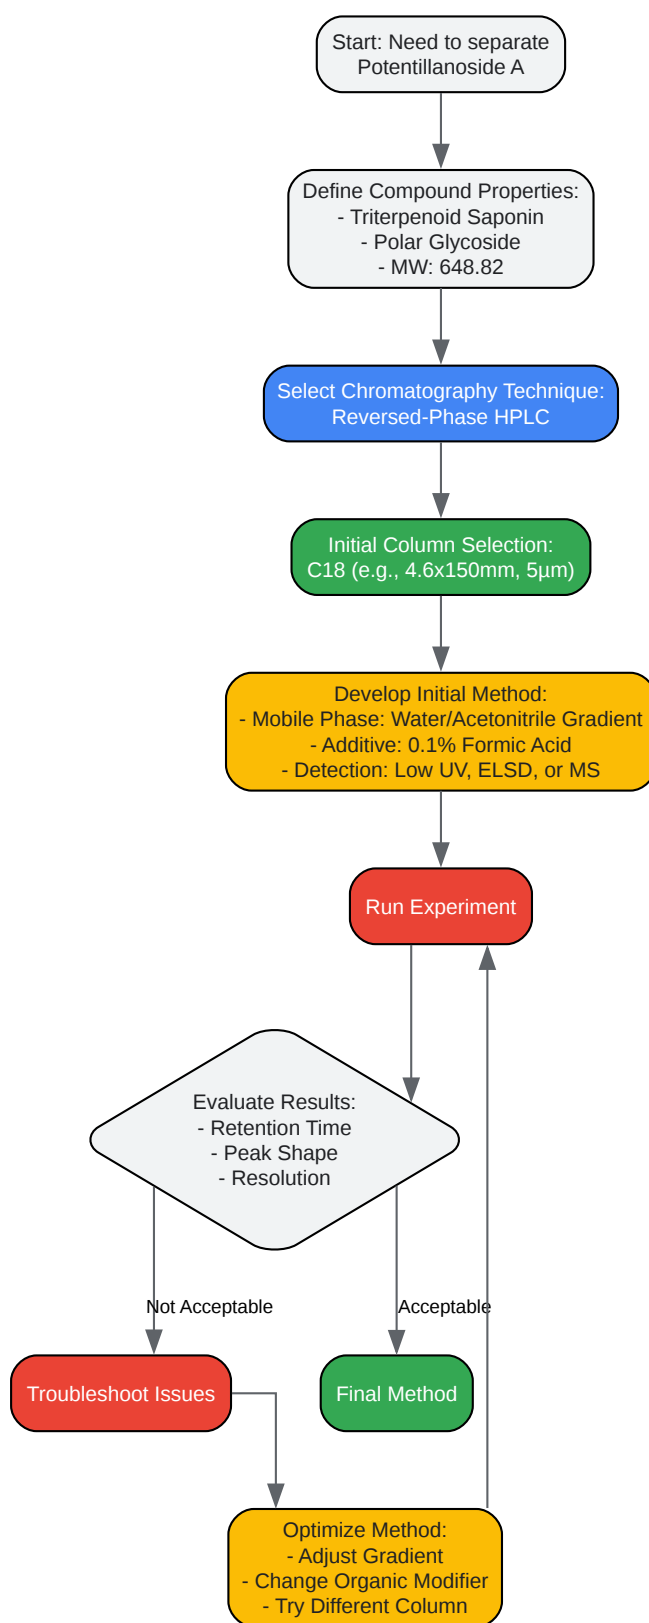 Start: Need to separate
Potentillanoside A
Define Compound Properties:
- Triterpenoid Saponin
- Polar Glycoside
- MW: 648.82
Select Chromatography Technique:
Reversed-Phase HPLC
Initial Column Selection:
C18 (e.g., 4.6x150mm, 5µm)
Develop Initial Method:
- Mobile Phase: Water/Acetonitrile Gradient
- Additive: 0.1% Formic Acid
- Detection: Low UV, ELSD, or MS
Run Experiment
Evaluate Results:
- Retention Time
- Peak Shape
- Resolution
Not Acceptable
Acceptable
Troubleshoot Issues
Final Method
Optimize Method:
- Adjust Gradient
- Change Organic Modifier
- Try Different Column